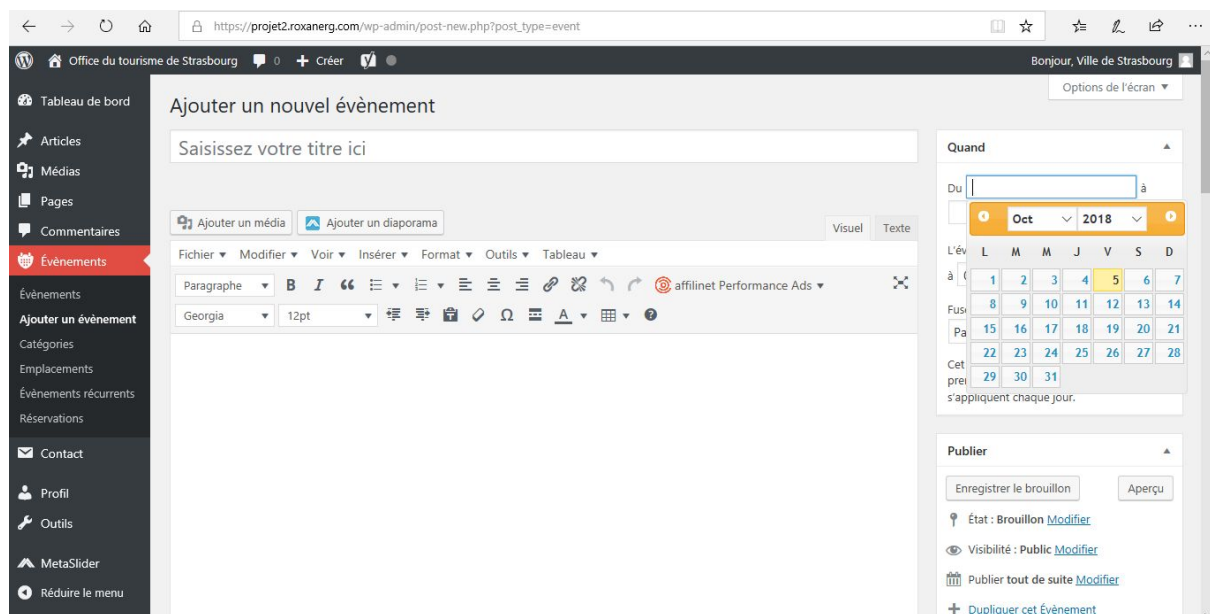 https://projet2.roxanerg.com/wp-admin/post-new.php?post_type=event
Office du tourisme de Strasbourg 0 + Créer Bonjour, Ville de Strasbourg
Options de l'écran ▼
Tableau de bord
Articles
Médias
Pages
Commentaires
Évènements
Évènements
Ajouter un évènement
Catégories
Emplacements
Évènements récurrents
Réservations
Contact
Profil
Outils
MetaSlider
Réduire le menu
Ajouter un nouvel évènement
Saisissez votre titre ici
Ajouter un média Ajouter un diaporama Visuel Texte
Fichier ▼ Modifier ▼ Voir ▼ Insérer ▼ Format ▼ Outils ▼ Tableau ▼
Paragraphe ▼ B I affilinet Performance Ads ▼
Georgia ▼ 12pt ▼ Ω A ▼
Quand
Du à
Oct 2018
L M M J V S D
1 2 3 4 5 6 7
8 9 10 11 12 13 14
15 16 17 18 19 20 21
22 23 24 25 26 27 28
29 30 31
L'év
à
Fus
Pa
Cet
pre
s'appliquent chaque jour.
Publier
Enregistrer le brouillon Aperçu
État : Brouillon Modifier
Visibilité : Public Modifier
Publier tout de suite Modifier
Dupliquer cet Évènement